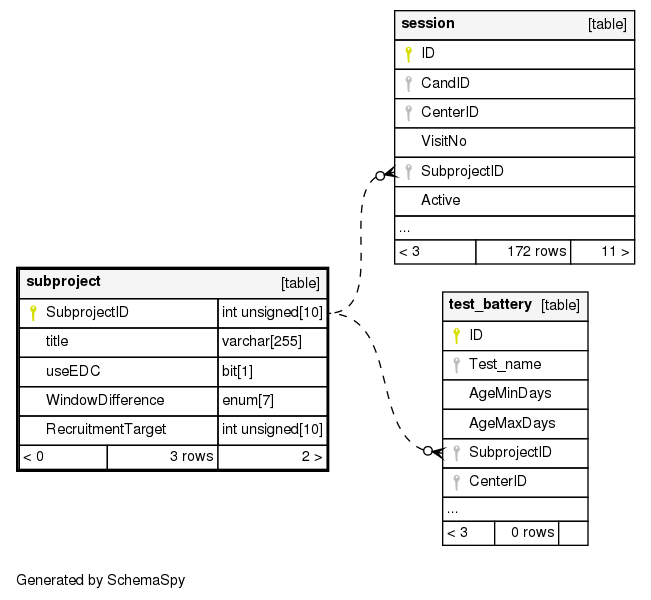 session [table]
ID
CandID
CenterID
VisitNo
SubprojectID
Active
...
< 3 172 rows 11 >
subproject [table]
SubprojectID int unsigned[10]
title varchar[255]
useEDC bit[1]
WindowDifference enum[7]
RecruitmentTarget int unsigned[10]
< 0 3 rows 2 >
test_battery [table]
ID
Test_name
AgeMinDays
AgeMaxDays
SubprojectID
CenterID
...
< 3 0 rows
Generated by SchemaSpy